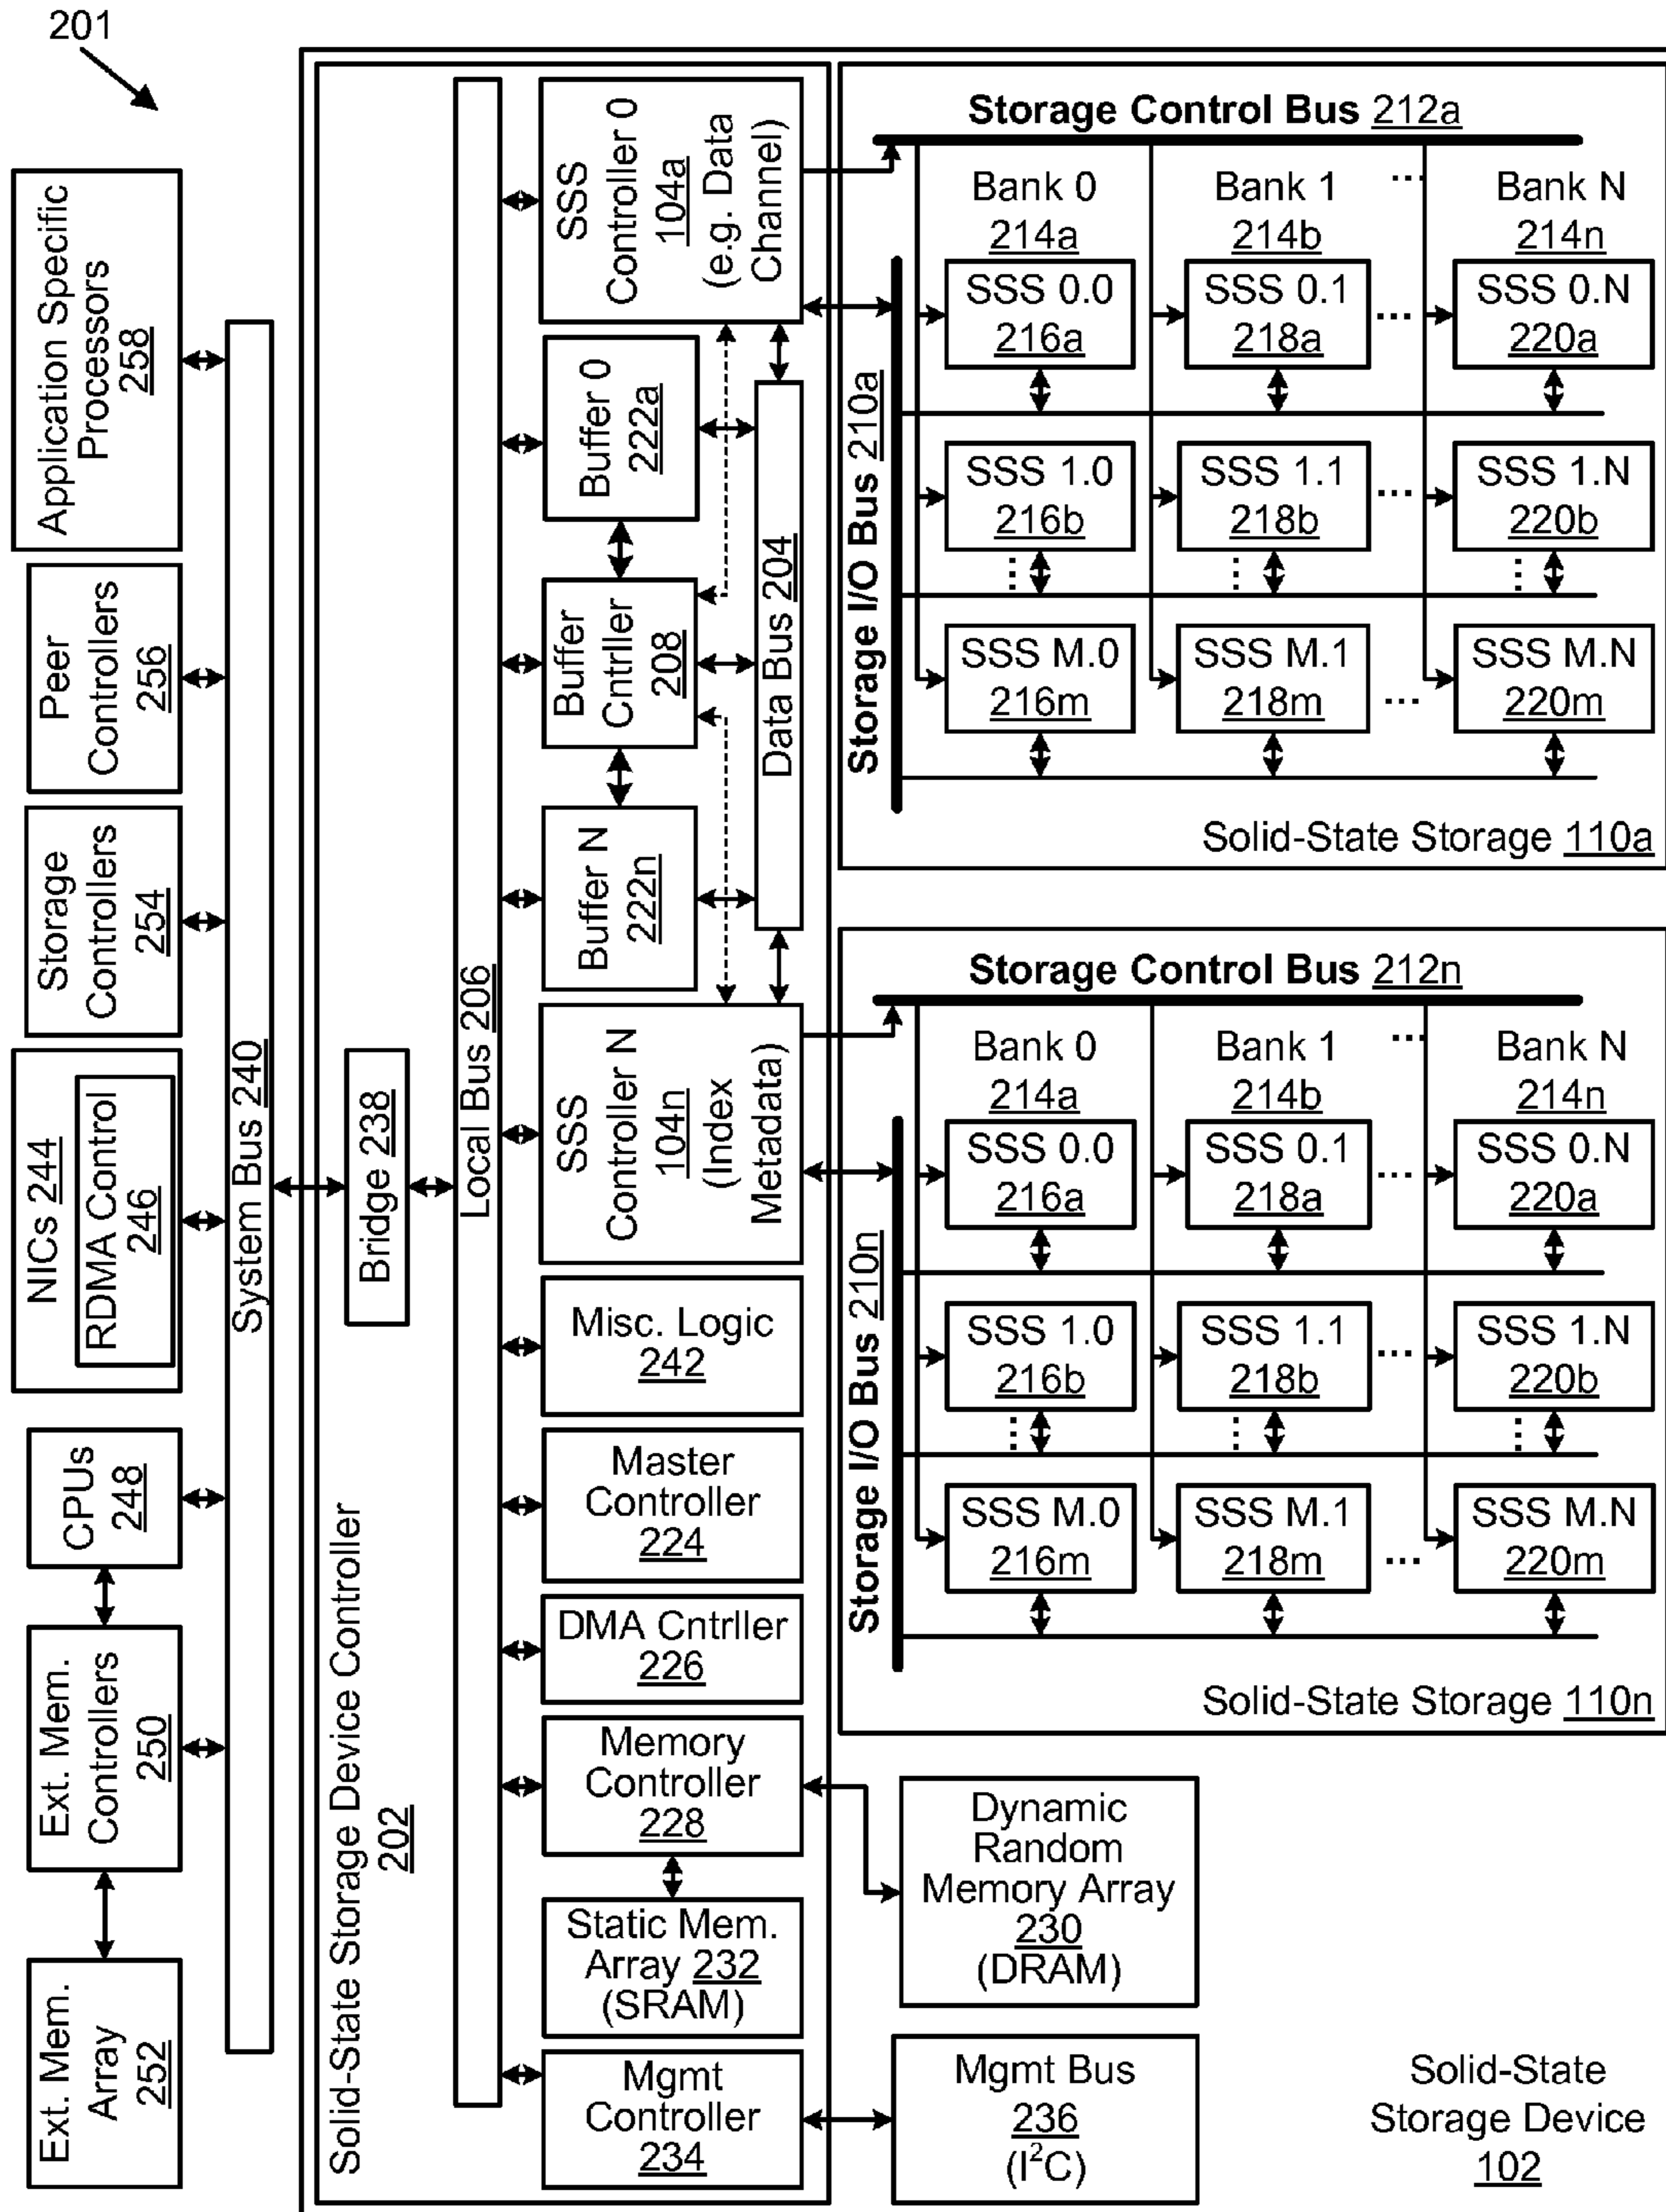 201
Application Specific
Processors
258
Peer
Controllers
256
Storage
Controllers
254
NICs 244
RDMA Control
246
CPUs
248
Ext. Mem.
Controllers
250
Ext. Mem.
Array
252
System Bus 240
Solid-State Storage Device Controller
202
Bridge 238
Local Bus 206
SSS
Controller 0
104a
(e.g. Data
Channel)
Buffer 0
222a
Buffer
Cntrller
208
Buffer N
222n
Data Bus 204
SSS
Controller N
104n
(Index
Metadata)
Misc. Logic
242
Master
Controller
224
DMA Cntrller
226
Memory
Controller
228
Static Mem.
Array 232
(SRAM)
Mgmt
Controller
234
Storage Control Bus 212a
Storage I/O Bus 210a
Bank 0
214a
Bank 1
214b
...
Bank N
214n
SSS 0.0
216a
SSS 0.1
218a
...
SSS 0.N
220a
SSS 1.0
216b
SSS 1.1
218b
...
SSS 1.N
220b
...
...
...
SSS M.0
216m
SSS M.1
218m
...
SSS M.N
220m
Solid-State Storage 110a
Storage Control Bus 212n
Storage I/O Bus 210n
Bank 0
214a
Bank 1
214b
...
Bank N
214n
SSS 0.0
216a
SSS 0.1
218a
...
SSS 0.N
220a
SSS 1.0
216b
SSS 1.1
218b
...
SSS 1.N
220b
...
...
...
SSS M.0
216m
SSS M.1
218m
...
SSS M.N
220m
Solid-State Storage 110n
Dynamic
Random
Memory Array
230
(DRAM)
Mgmt Bus
236
(I²C)
Solid-State
Storage Device
102